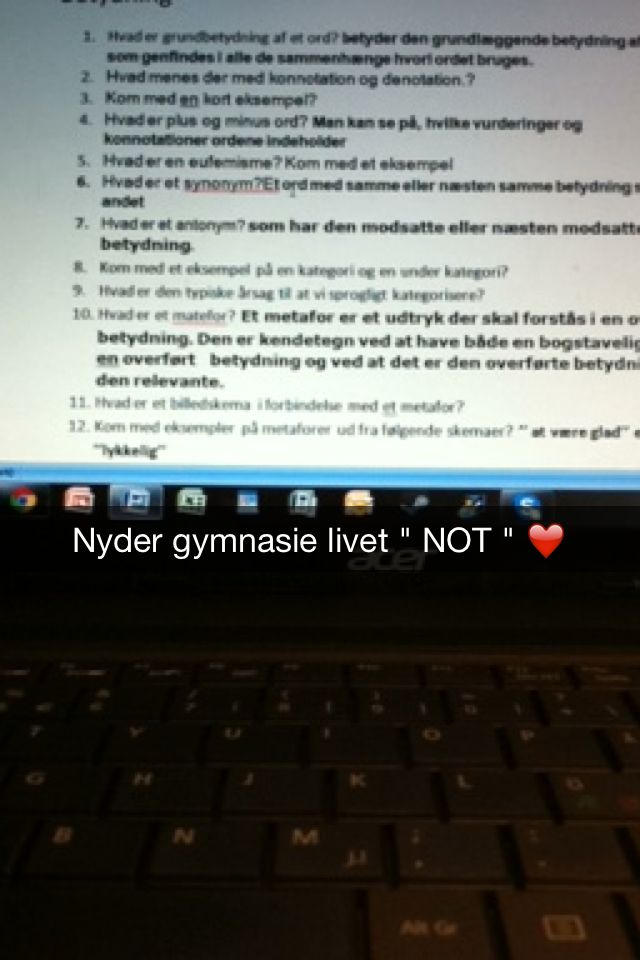 1. Hvad er grundbetydning af et ord? betyder den grundlæggende betydning af
som genfindes i alle de sammenhænge hvori ordet bruges.
2. Hvad menes der med konnotation og denotation.?
3. Kom med en kort eksempel?
4. Hvad er plus og minus ord? Man kan se på, hvilke vurderinger og
konnotationer ordene indeholder
5. Hvad er en eufemisme? Kom med et eksempel
6. Hvad er et synonym?Et ord med samme eller næsten samme betydning s
andet
7. Hvad er et antonym? som har den modsatte eller næsten modsatte
betydning.
8. Kom med et eksempel på en kategori og en under kategori?
9. Hvad er den typiske årsag til at vi sprogligt kategorisere?
10. Hvad er et matefor? Et metafor er et udtryk der skal forstås i en o
betydning. Den er kendetegn ved at have både en bogstavelig
en overført betydning og ved at det er den overførte betydni
den relevante.
11. Hvad er et billedskema i forbindelse med et metafor?
12. Kom med eksempler på metaforer ud fra følgende skemaer? " at være glad" e
"lykkelig"
Nyder gymnasie livet " NOT " ❤️
acer
7 Y U I O P
G H J K L
B N M
µ
Alt Gr